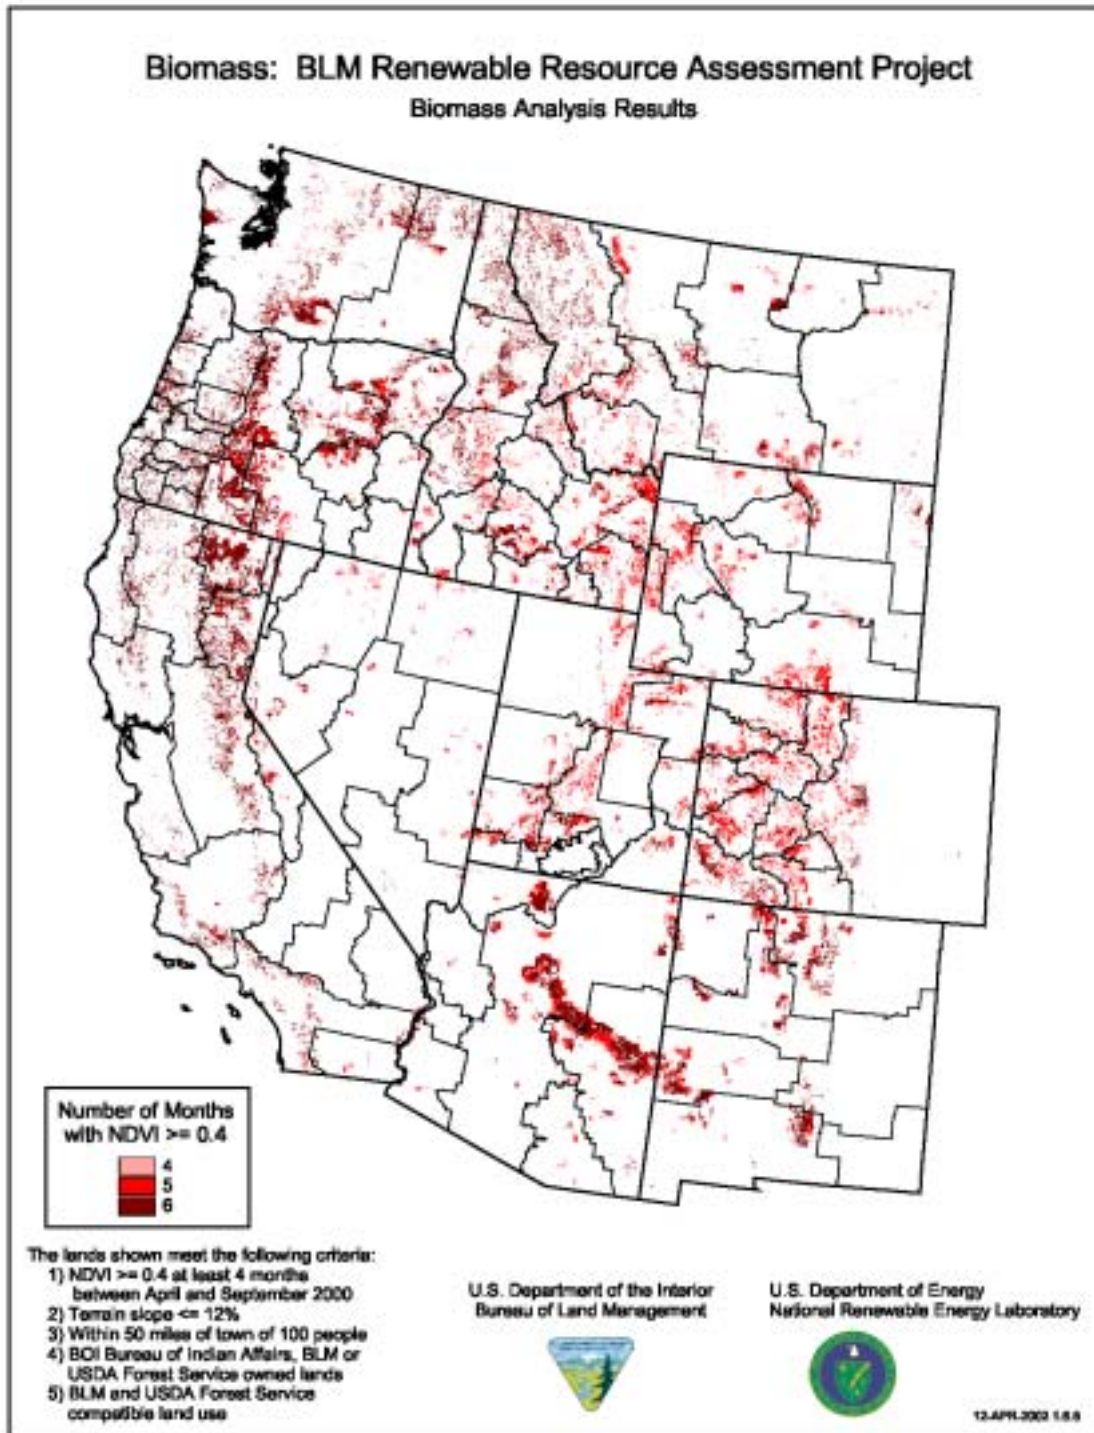 Biomass: BLM Renewable Resource Assessment Project
Biomass Analysis Results
Number of Months
with NDVI >= 0.4
4
5
6
The lands shown meet the following criteria:
1) NDVI >= 0.4 at least 4 months
between April and September 2000
2) Terrain slope <= 12%
3) Within 50 miles of town of 100 people
4) BOI Bureau of Indian Affairs, BLM or
USDA Forest Service owned lands
5) BLM and USDA Forest Service
compatible land use
U.S. Department of the Interior
Bureau of Land Management
U.S. Department of Energy
National Renewable Energy Laboratory
12-APR-2002